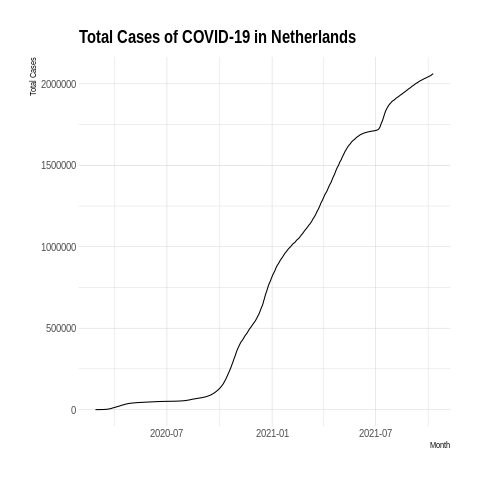 Total Cases of COVID-19 in Netherlands
Total Cases
2000000
1500000
1000000
500000
0
2020-07 2021-01 2021-07
Month